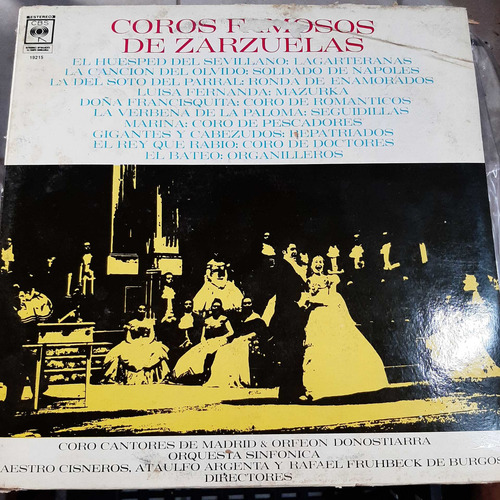 ESTEREO
CBS
19215
COROS FAMOSOS
DE ZARZUELAS
EL HUESPED DEL SEVILLANO: LAGARTERANAS
LA CANCION DEL OLVIDO: SOLDADO DE NAPOLES
LA DEL SOTO DEL PARRAL: RONDA DE ENAMORADOS
LUISA FERNANDA: MAZURKA
DOÑA FRANCISQUITA: CORO DE ROMANTICOS
LA VERBENA DE LA PALOMA: SEGUIDILLAS
MARINA: CORO DE PESCADORES
GIGANTES Y CABEZUDOS: REPATRIADOS
EL REY QUE RABIO: CORO DE DOCTORES
EL BATEO: ORGANILLEROS
CORO CANTORES DE MADRID & ORFEON DONOSTIARRA
ORQUESTA SINFONICA
AESTRO CISNEROS, ATAULFO ARGENTA Y RAFAEL FRUHBECK DE BURGOS
DIRECTORES